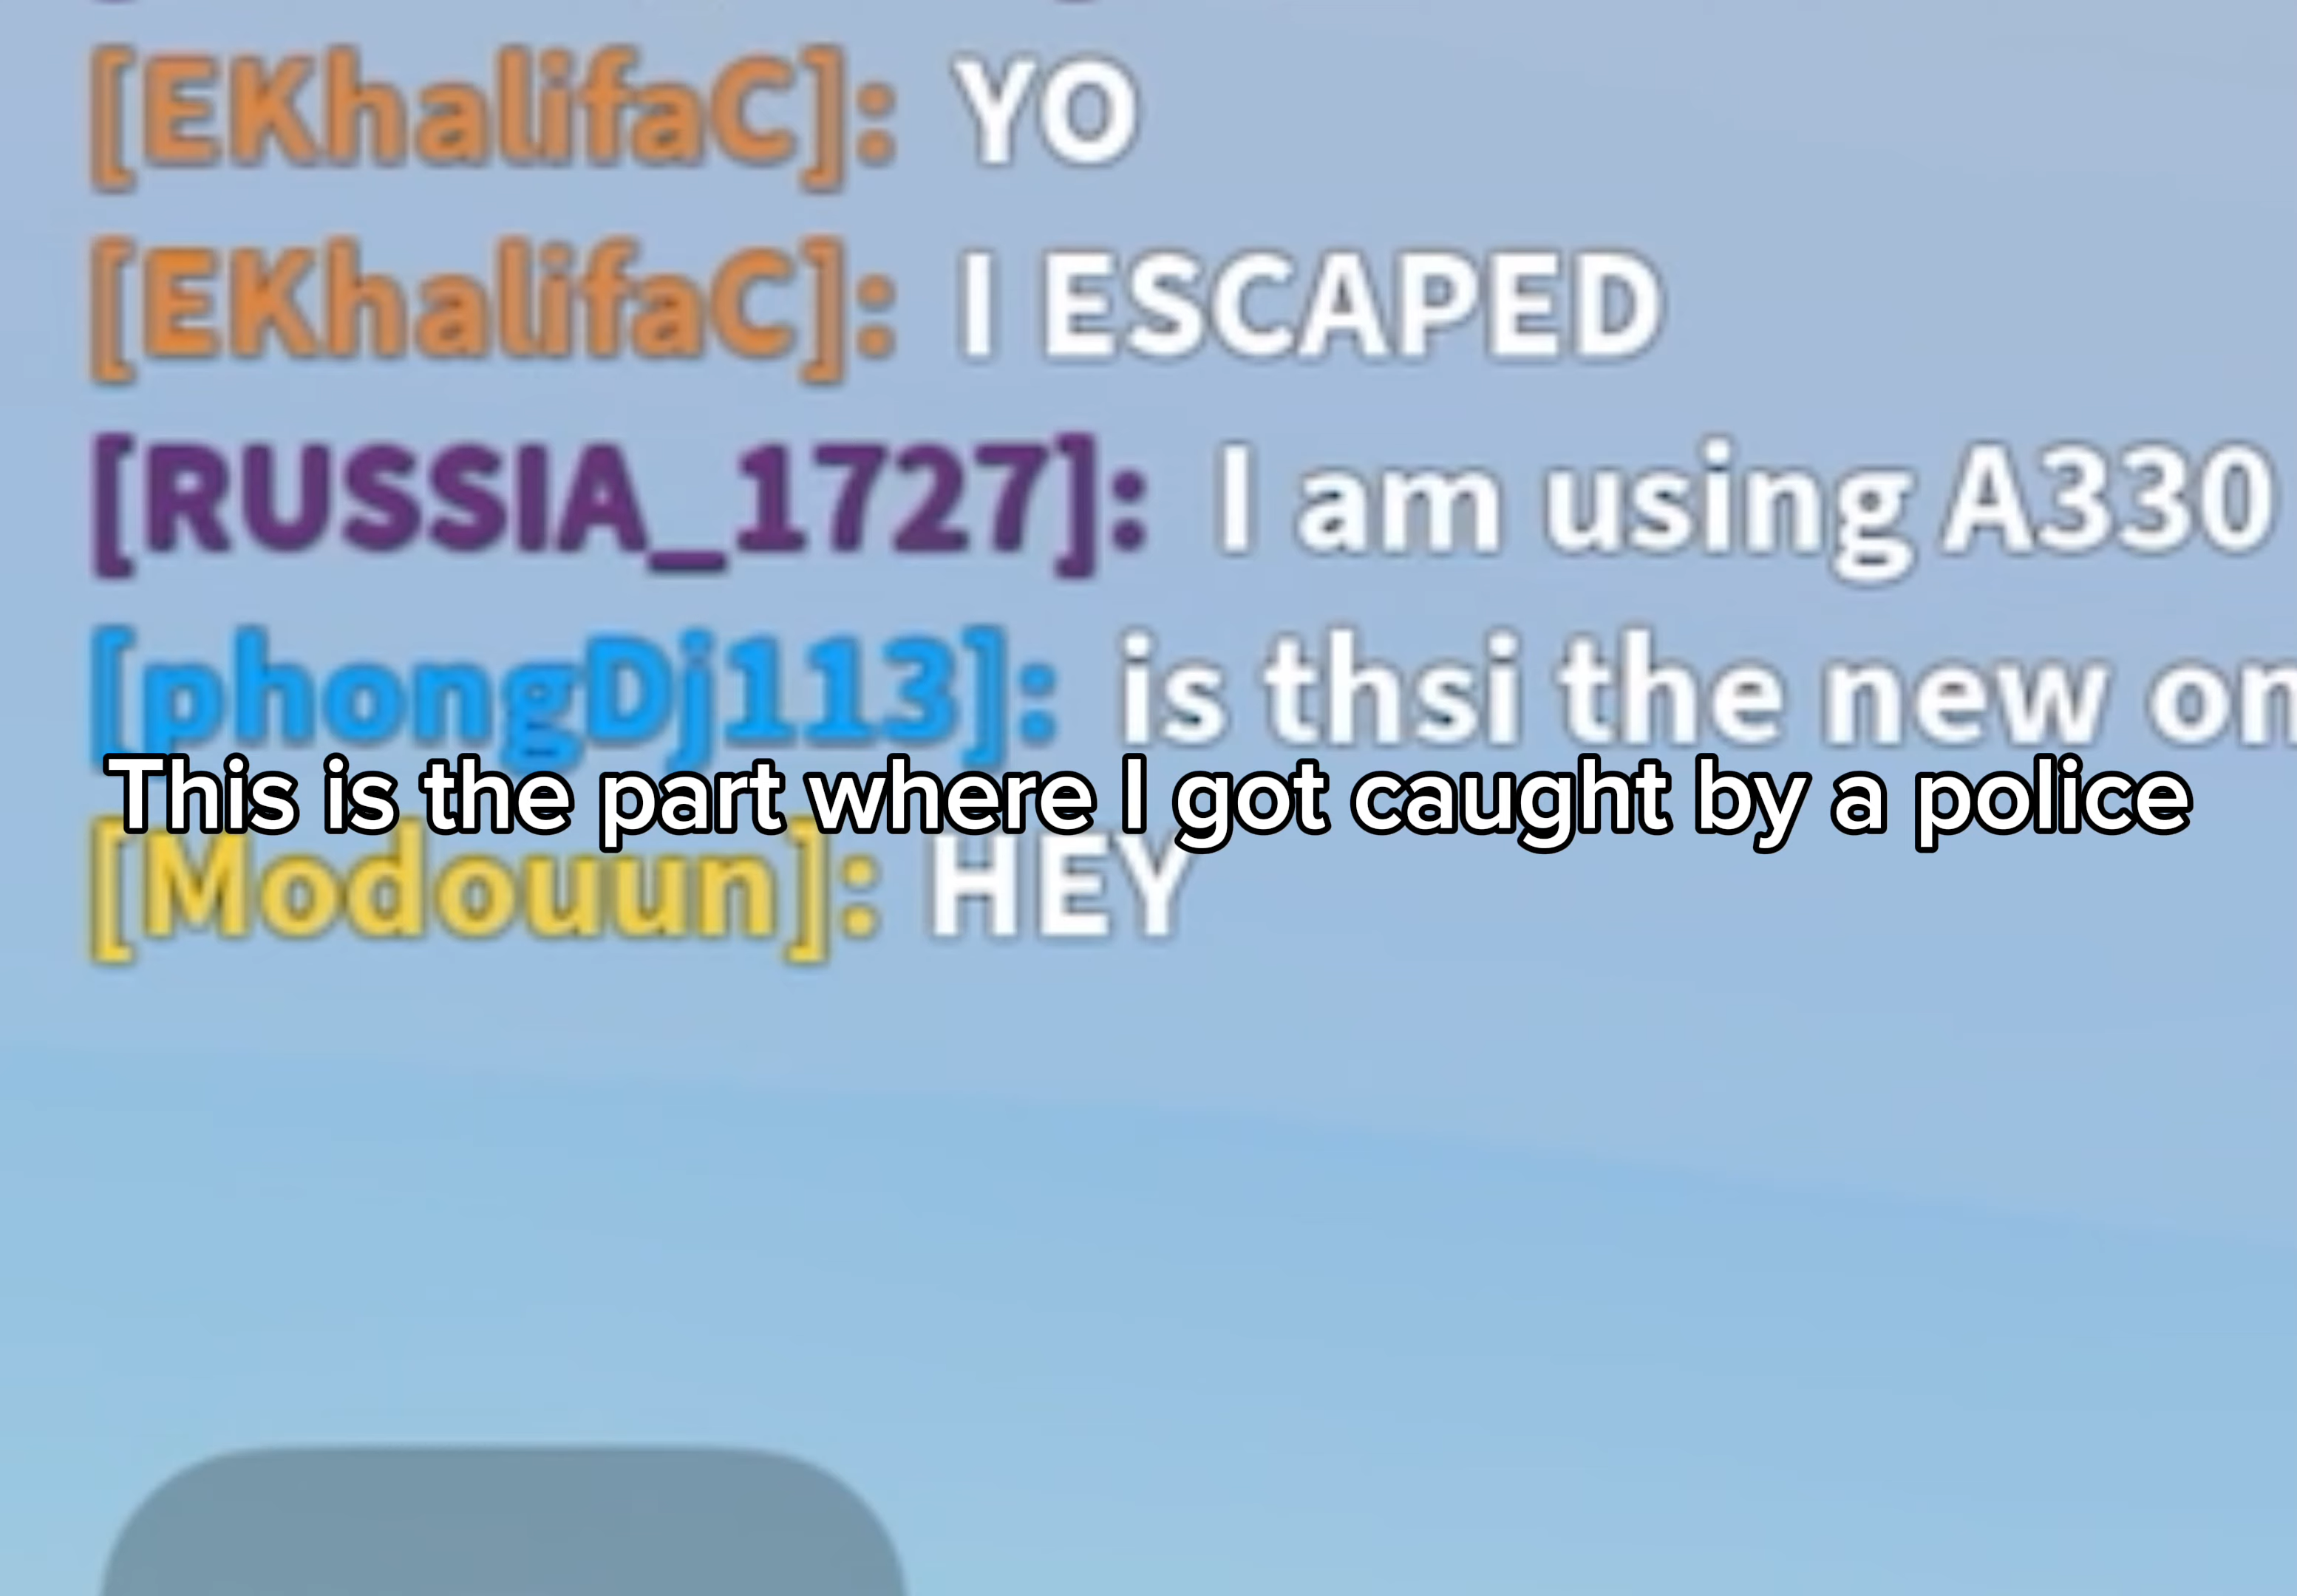 [EKhalifaC]: YO
[EKhalifaC]: I ESCAPED
[RUSSIA_1727]: I am using A330
[phongDj113]: is thsi the new
This is the part where I got caught by a police
[Modouun]: HEY